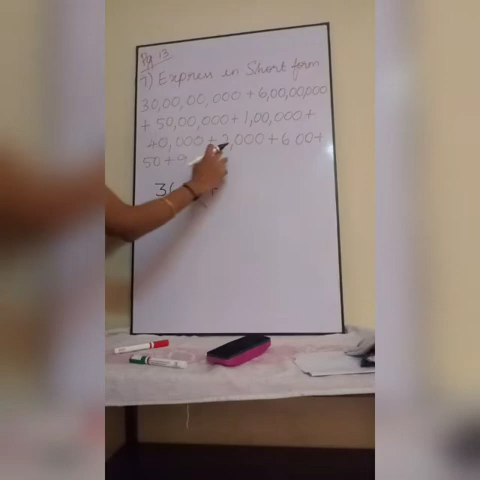 Pg 13
7) Express in Short form
30,00,00,000 + 6,00,00,000
+ 50,00,000 + 1,00,000 +
40,000 + 2,000 + 600 +
50 + 9